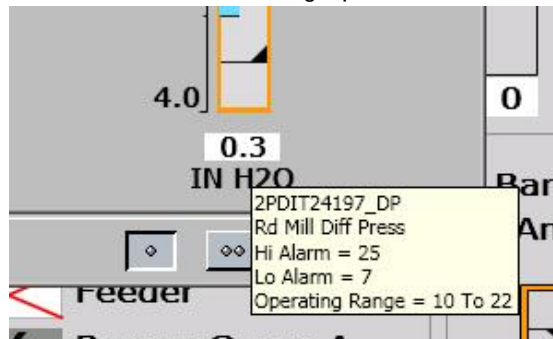 4.0
0
0.3
IN H2O
2PDIT24197_DP
Rd Mill Diff Press
Hi Alarm = 25
Lo Alarm = 7
Operating Range = 10 To 22
Feeder